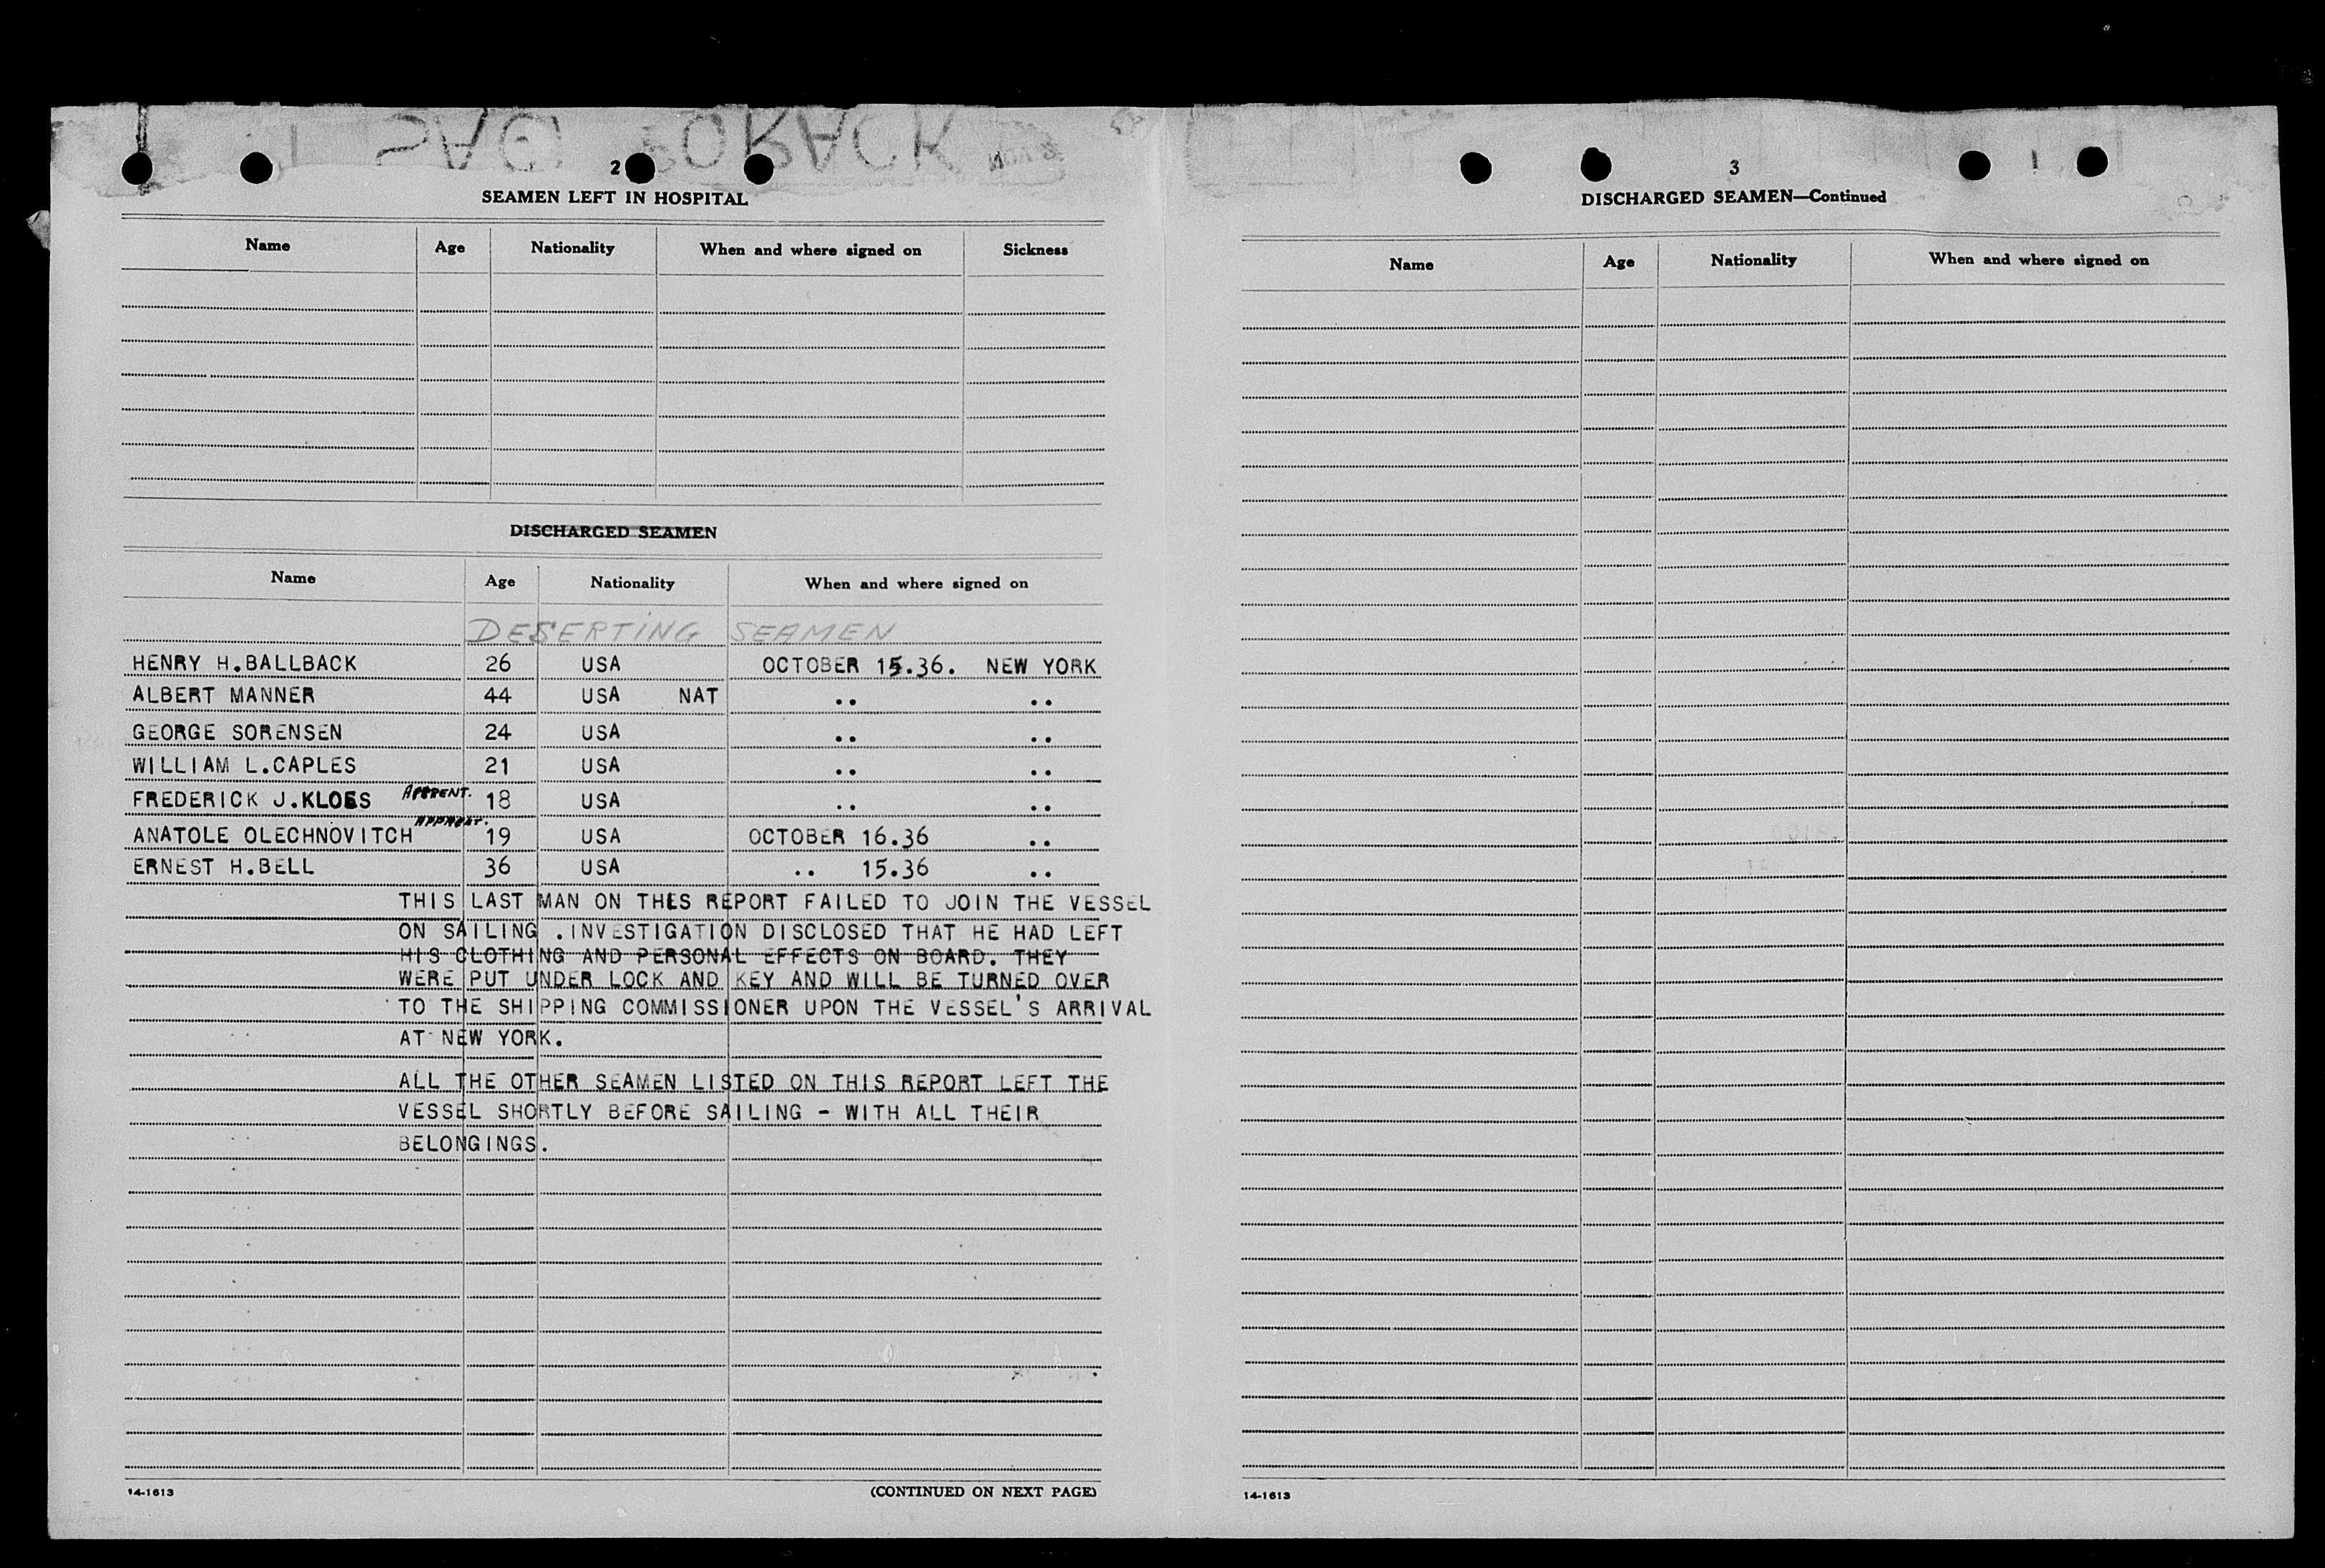 2
SEAMEN LEFT IN HOSPITAL
Name Age Nationality When and where signed on Sickness
DISCHARGED SEAMEN
Name Age Nationality When and where signed on
DESERTING SEAMEN
HENRY H.BALLBACK 26 USA OCTOBER 15.36. NEW YORK
ALBERT MANNER 44 USA NAT .. ..
GEORGE SORENSEN 24 USA .. ..
WILLIAM L.CAPLES 21 USA .. ..
FREDERICK J.KLOES APPRENT. 18 USA .. ..
ANATOLE OLECHNOVITCH 19 USA OCTOBER 16.36 ..
ERNEST H.BELL 36 USA .. 15.36 ..
THIS LAST MAN ON THIS REPORT FAILED TO JOIN THE VESSEL
ON SAILING .INVESTIGATION DISCLOSED THAT HE HAD LEFT
HIS CLOTHING AND PERSONAL EFFECTS ON BOARD. THEY
WERE PUT UNDER LOCK AND KEY AND WILL BE TURNED OVER
TO THE SHIPPING COMMISSIONER UPON THE VESSEL'S ARRIVAL
AT NEW YORK.
ALL THE OTHER SEAMEN LISTED ON THIS REPORT LEFT THE
VESSEL SHORTLY BEFORE SAILING - WITH ALL THEIR
BELONGINGS.
14-1613 (CONTINUED ON NEXT PAGE)
3
DISCHARGED SEAMEN—Continued
Name Age Nationality When and where signed on
14-1613